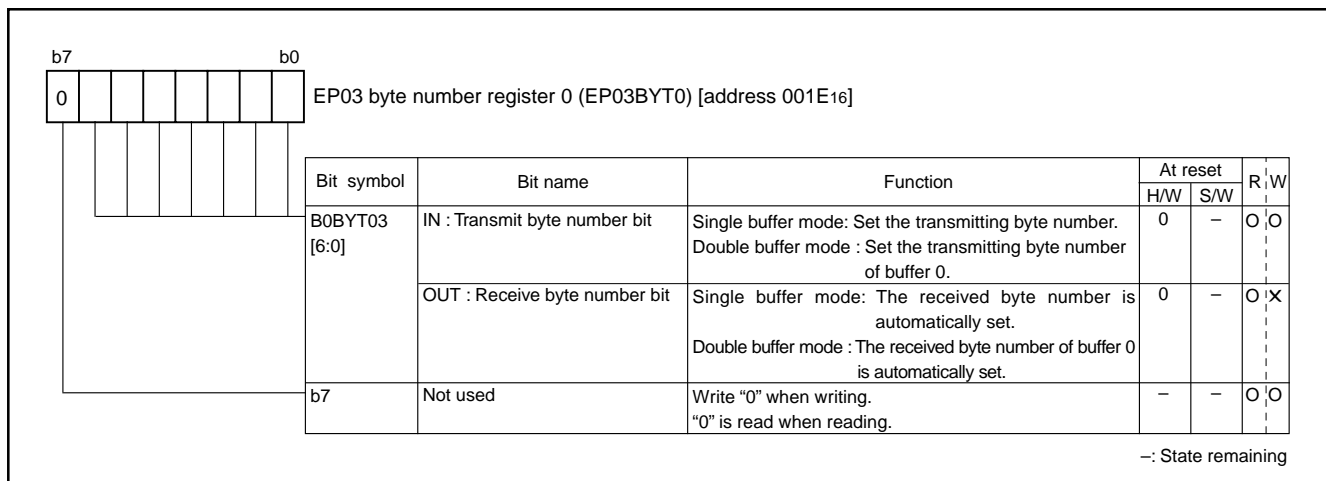 b7 b0
0
EP03 byte number register 0 (EP03BYT0) [address 001E16]
Bit symbol Bit name Function At reset R W
H/W S/W
B0BYT03 IN : Transmit byte number bit Single buffer mode: Set the transmitting byte number. 0 – O O
[6:0] Double buffer mode : Set the transmitting byte number
of buffer 0.
OUT : Receive byte number bit Single buffer mode: The received byte number is 0 – O ×
automatically set.
Double buffer mode : The received byte number of buffer 0
is automatically set.
b7 Not used Write “0” when writing. – – O O
“0” is read when reading.
–: State remaining